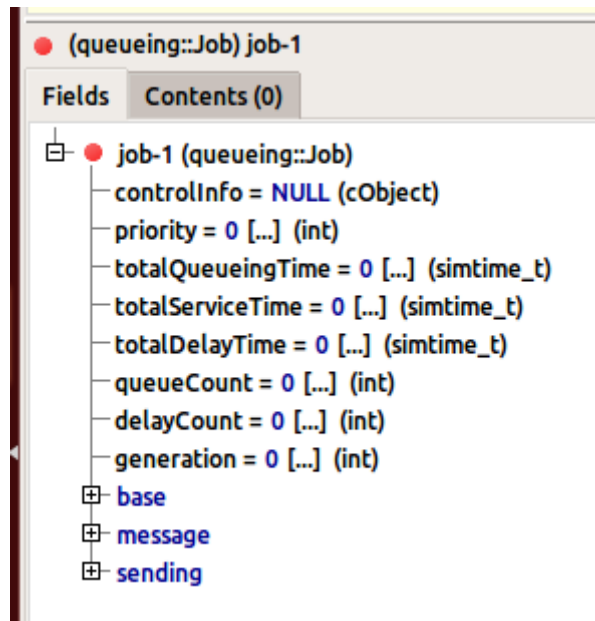 (queueing::Job) job-1
Fields Contents (0)
job-1 (queueing::Job)
controlInfo = NULL (cObject)
priority = 0 [...] (int)
totalQueueingTime = 0 [...] (simtime_t)
totalServiceTime = 0 [...] (simtime_t)
totalDelayTime = 0 [...] (simtime_t)
queueCount = 0 [...] (int)
delayCount = 0 [...] (int)
generation = 0 [...] (int)
base
message
sending